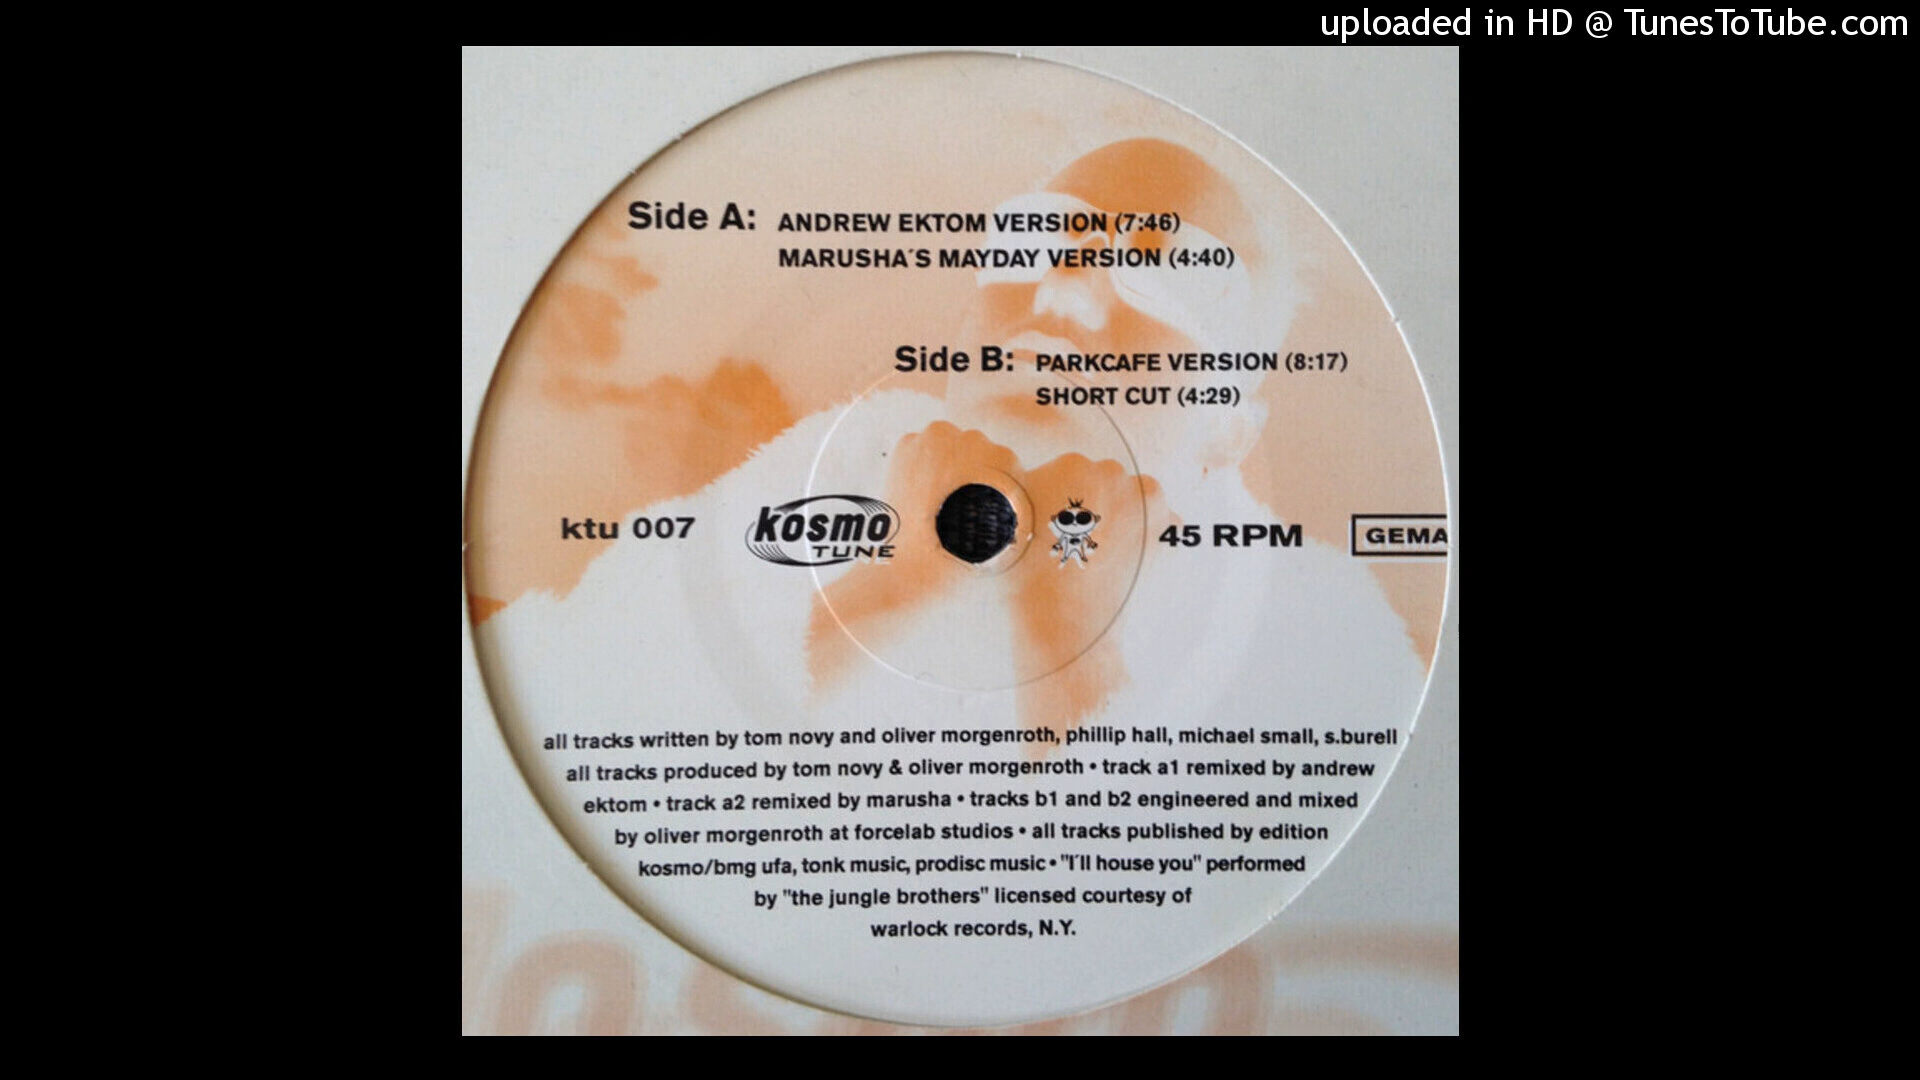 uploaded in HD @ TunesToTube.com
Side A: ANDREW EKTOM VERSION (7:46)
MARUSHA´S MAYDAY VERSION (4:40)
Side B: PARKCAFE VERSION (8:17)
SHORT CUT (4:29)
ktu 007 kosmo TUNE 45 RPM GEMA
all tracks written by tom novy and oliver morgenroth, phillip hall, michael small, s.burell
all tracks produced by tom novy & oliver morgenroth • track a1 remixed by andrew
ektom • track a2 remixed by marusha • tracks b1 and b2 engineered and mixed
by oliver morgenroth at forcelab studios • all tracks published by edition
kosmo/bmg ufa, tonk music, prodisc music • "I´ll house you" performed
by "the jungle brothers" licensed courtesy of
warlock records, N.Y.